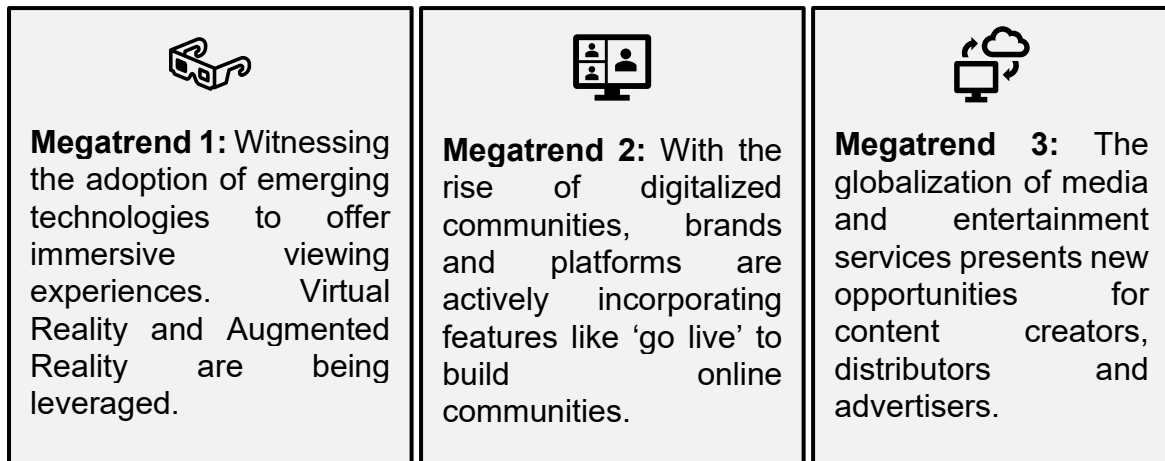 Megatrend 1: Witnessing
the adoption of emerging
technologies to offer
immersive viewing
experiences. Virtual
Reality and Augmented
Reality are being
leveraged.
Megatrend 2: With the
rise of digitalized
communities, brands
and platforms are
actively incorporating
features like ‘go live’ to
build online
communities.
Megatrend 3: The
globalization of media
and entertainment
services presents new
opportunities for
content creators,
distributors and
advertisers.